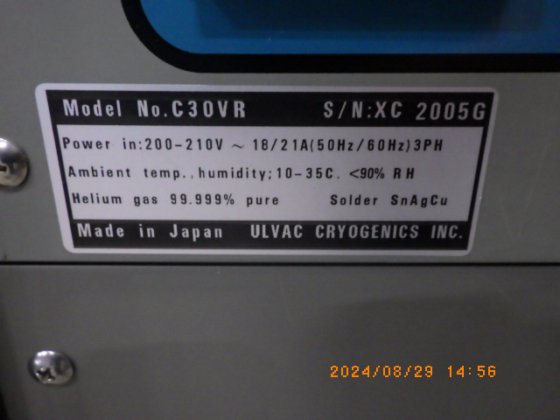 Model No.C30VR S/N:XC 2005G
Power in:200-210V ~ 18/21A(50Hz/60Hz)3PH
Ambient temp.,humidity;10-35C. <90% RH
Helium gas 99.999% pure Solder SnAgCu
Made in Japan ULVAC CRYOGENICS INC.
2024/08/29 14:56